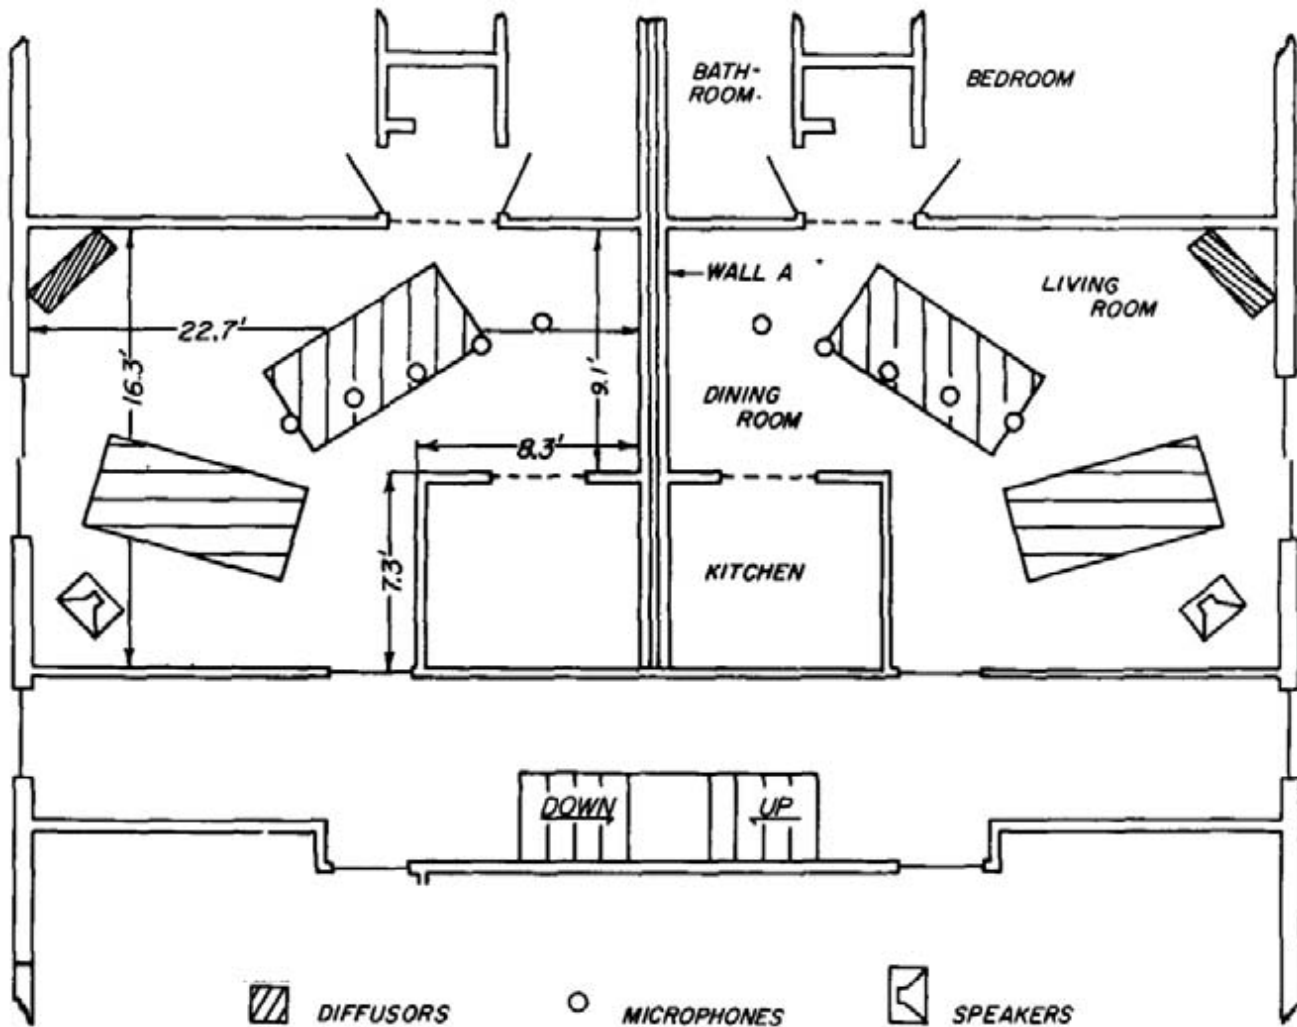 BATH-
ROOM.
BEDROOM
WALL A
LIVING
ROOM
22.7'
16.3'
9.1'
DINING
ROOM
8.3'
7.3'
KITCHEN
DOWN
UP
DIFFUSORS
MICROPHONES
SPEAKERS